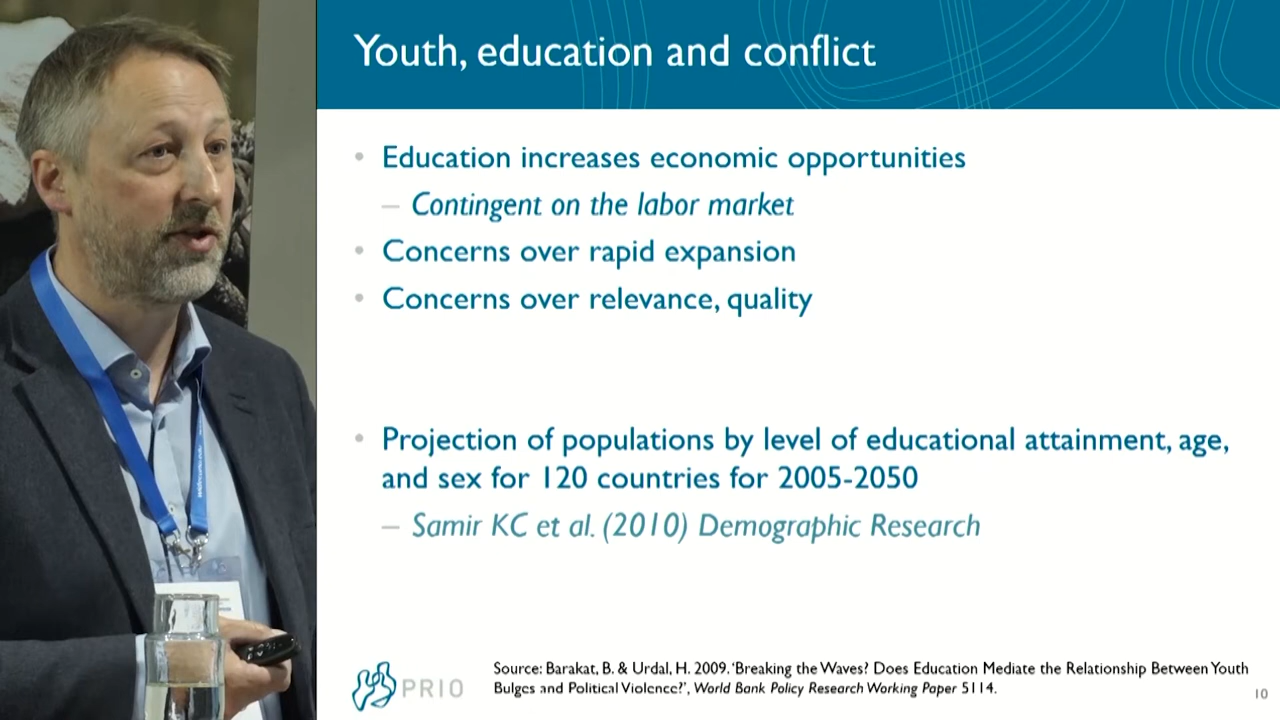 Youth, education and conflict
• Education increases economic opportunities
– Contingent on the labor market
• Concerns over rapid expansion
• Concerns over relevance, quality
• Projection of populations by level of educational attainment, age,
and sex for 120 countries for 2005-2050
– Samir KC et al. (2010) Demographic Research
PRIO
Source: Barakat, B. & Urdal, H. 2009. ‘Breaking the Waves? Does Education Mediate the Relationship Between Youth
Bulges and Political Violence?’, World Bank Policy Research Working Paper 5114.
10